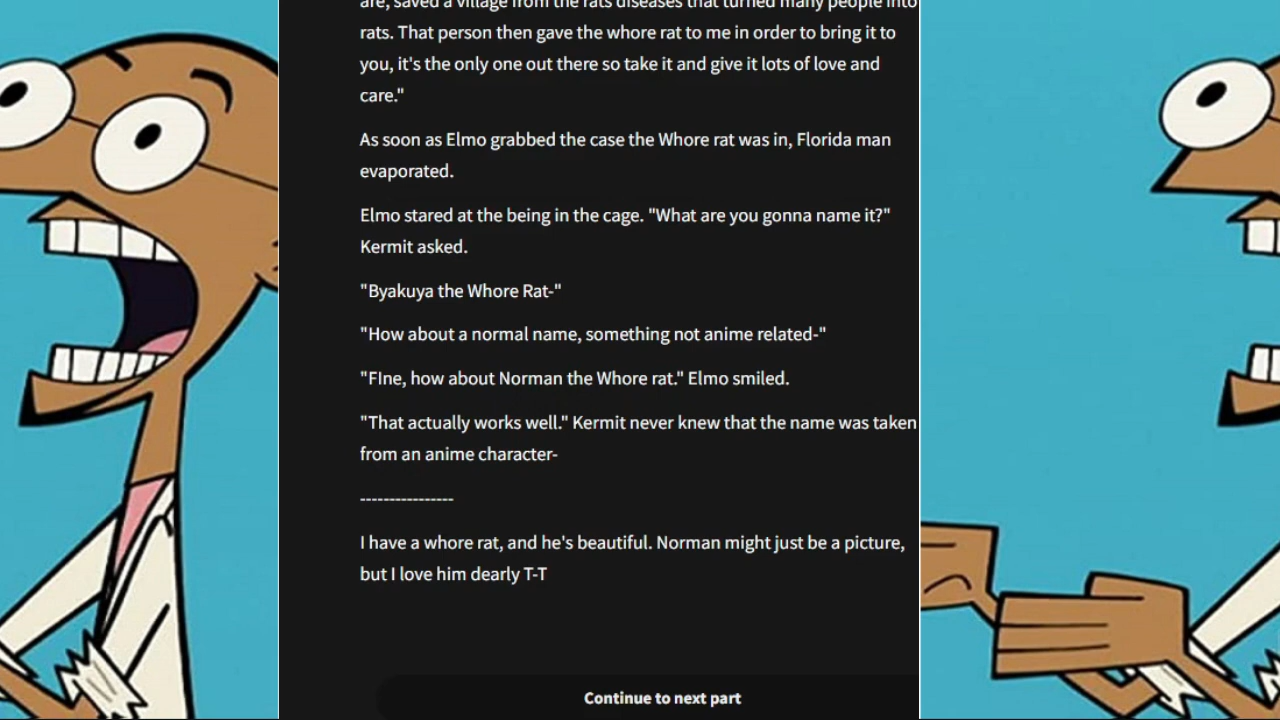 are, saved a village from the rats diseases that turned many people into
rats. That person then gave the whore rat to me in order to bring it to
you, it's the only one out there so take it and give it lots of love and
care."
As soon as Elmo grabbed the case the Whore rat was in, Florida man
evaporated.
Elmo stared at the being in the cage. "What are you gonna name it?"
Kermit asked.
"Byakuya the Whore Rat-"
"How about a normal name, something not anime related-"
"FIne, how about Norman the Whore rat." Elmo smiled.
"That actually works well." Kermit never knew that the name was taken
from an anime character-
----------------
I have a whore rat, and he's beautiful. Norman might just be a picture,
but I love him dearly T-T
Continue to next part